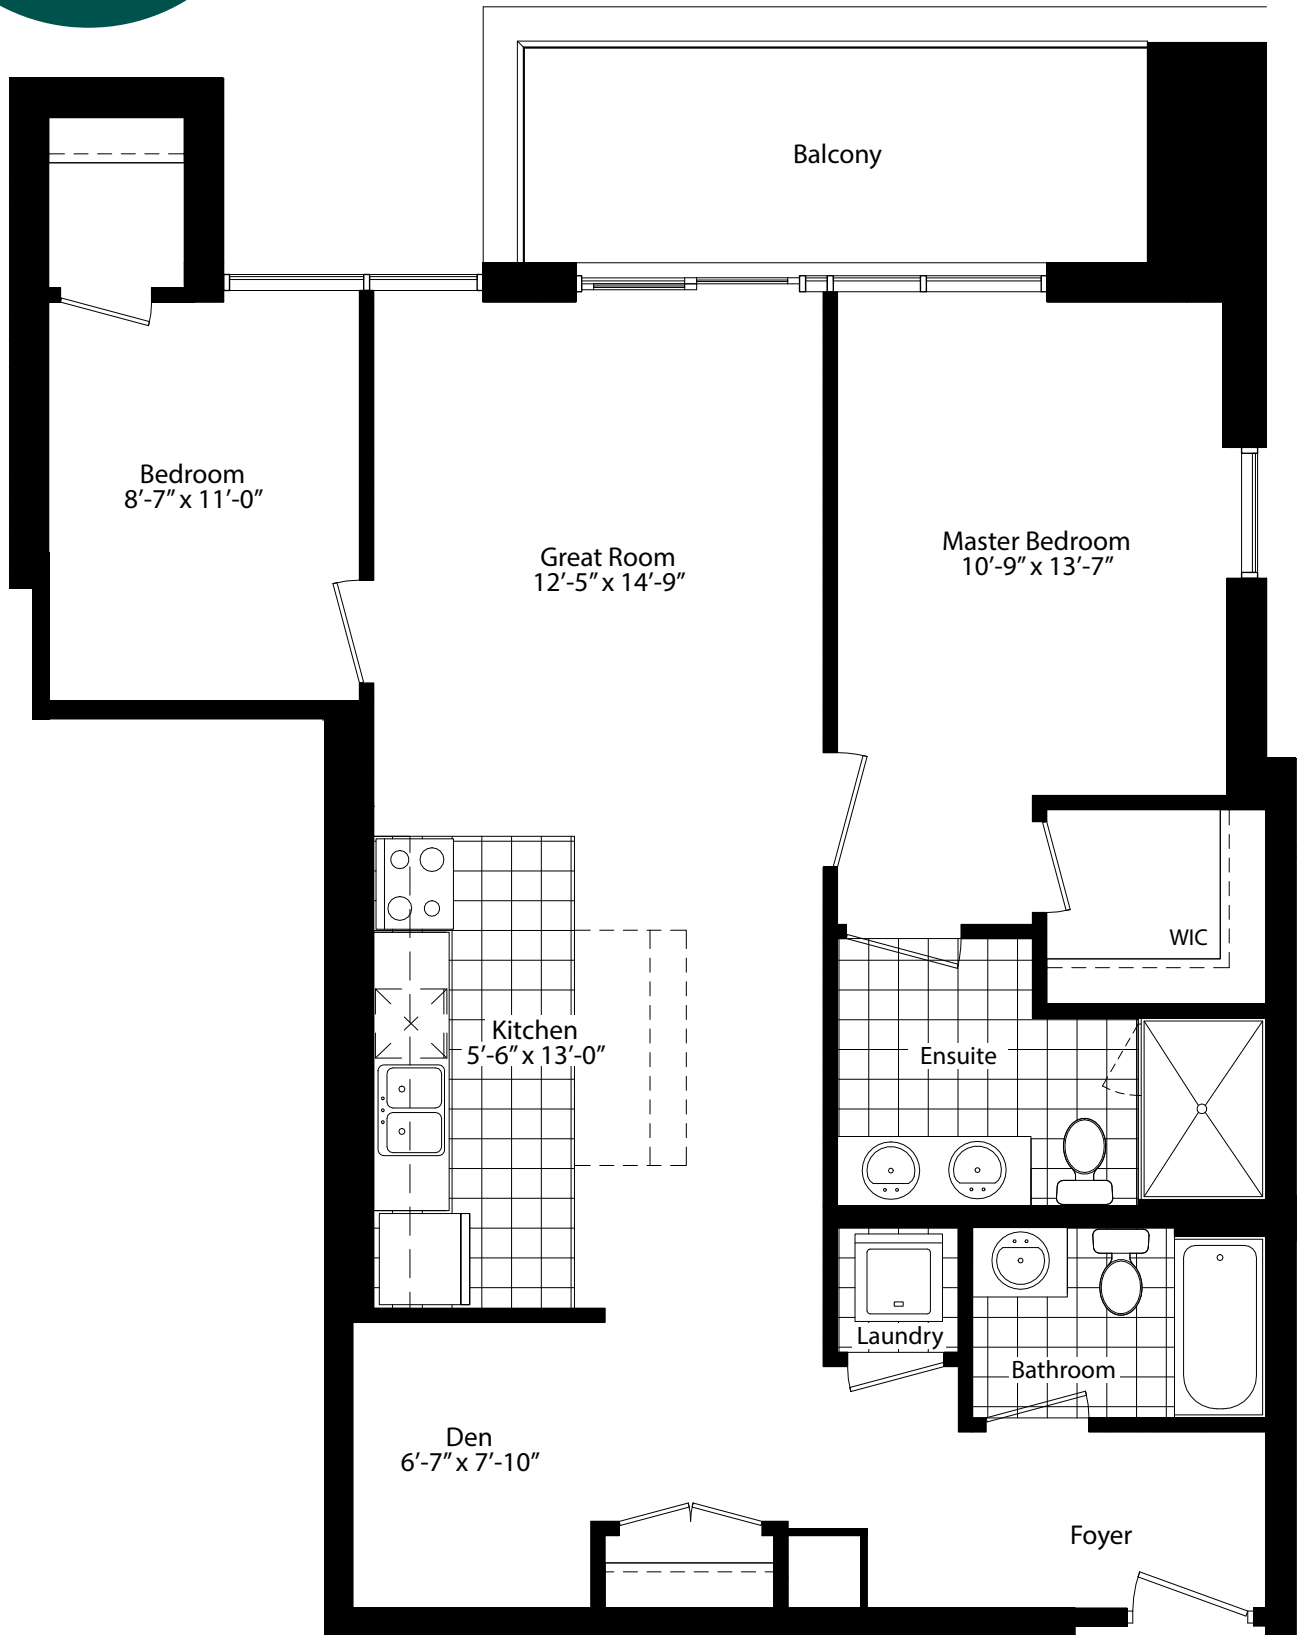 Balcony
Bedroom
8’-7” x 11’-0”
Great Room
12’-5” x 14’-9”
Master Bedroom
10’-9” x 13’-7”
WIC
Kitchen
5’-6” x 13’-0”
Ensuite
Laundry
Bathroom
Den
6’-7” x 7’-10”
Foyer